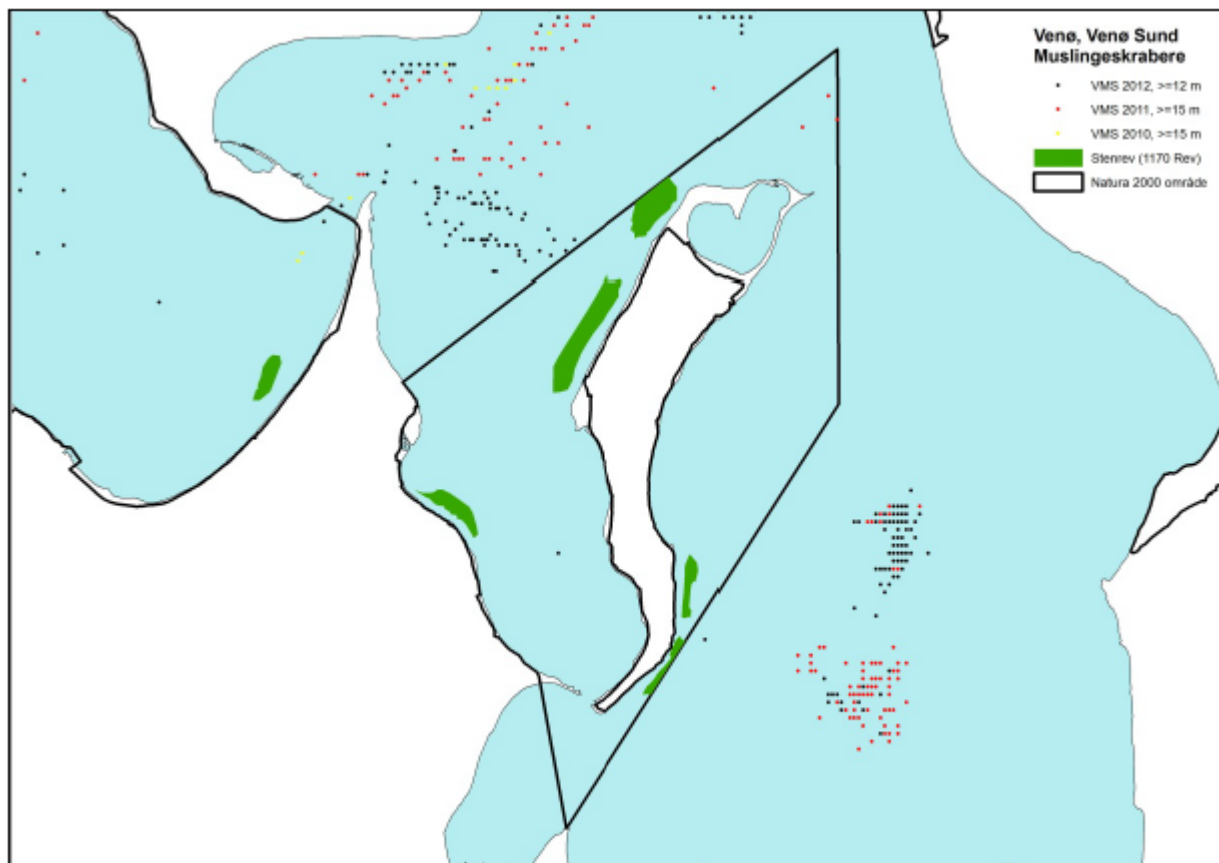 Venø, Venø Sund
Muslingeskrabere
VMS 2012, >=12 m
VMS 2011, >=15 m
VMS 2010, >=15 m
Stenrev (1170 Rev)
Natura 2000 område